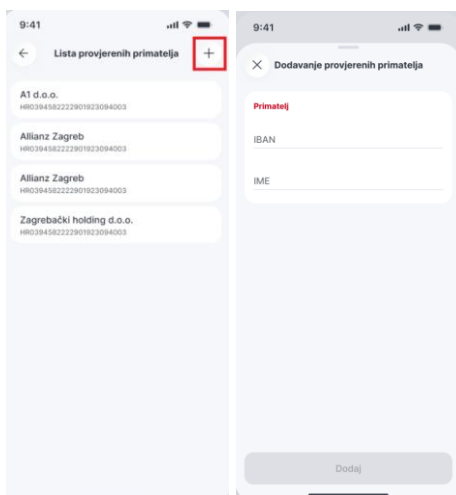 9:41
Lista provjerenih primatelja
A1 d.o.o.
HR0394582222901923094003
Allianz Zagreb
HR0394582222901923094003
Allianz Zagreb
HR0394582222901923094003
Zagrebački holding d.o.o.
HR0394582222901923094003
9:41
Dodavanje provjerenih primatelja
Primatelj
IBAN
IME
Dodaj